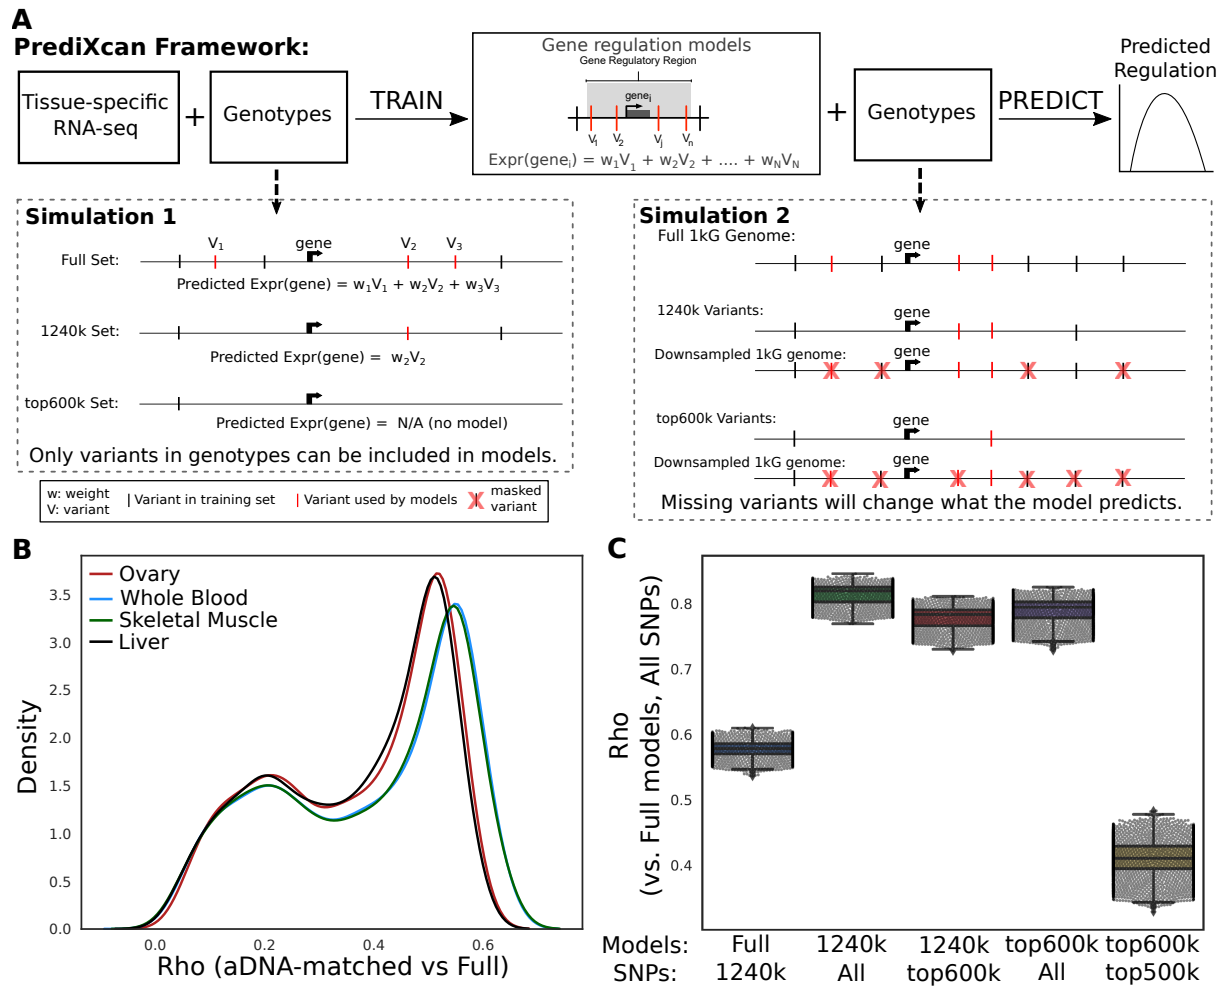 A
PrediXcan Framework:
Tissue-specific
RNA-seq
+
Genotypes
TRAIN
Gene regulation models
Gene Regulatory Region
geneᵢ
V₁ V₂ Vⱼ Vₙ
Expr(geneᵢ) = w₁V₁ + w₂V₂ + .... + w_NV_N
+
Genotypes
PREDICT
Predicted
Regulation
Simulation 1
V₁ gene V₂ V₃
Full Set:
Predicted Expr(gene) = w₁V₁ + w₂V₂ + w₃V₃
1240k Set:
Predicted Expr(gene) = w₂V₂
top600k Set:
Predicted Expr(gene) = N/A (no model)
Only variants in genotypes can be included in models.
w: weight
V: variant
Variant in training set
Variant used by models
masked
variant
Simulation 2
Full 1kG Genome:
gene
1240k Variants:
gene
Downsampled 1kG genome:
gene
top600k Variants:
gene
Downsampled 1kG genome:
gene
Missing variants will change what the model predicts.
B
Ovary
Whole Blood
Skeletal Muscle
Liver
Density
3.5
3.0
2.5
2.0
1.5
1.0
0.5
0.0
0.0 0.2 0.4 0.6
Rho (aDNA-matched vs Full)
C
Rho
(vs. Full models, All SNPs)
0.8
0.7
0.6
0.5
0.4
Models: Full 1240k 1240k top600k top600k
SNPs: 1240k All top600k All top500k